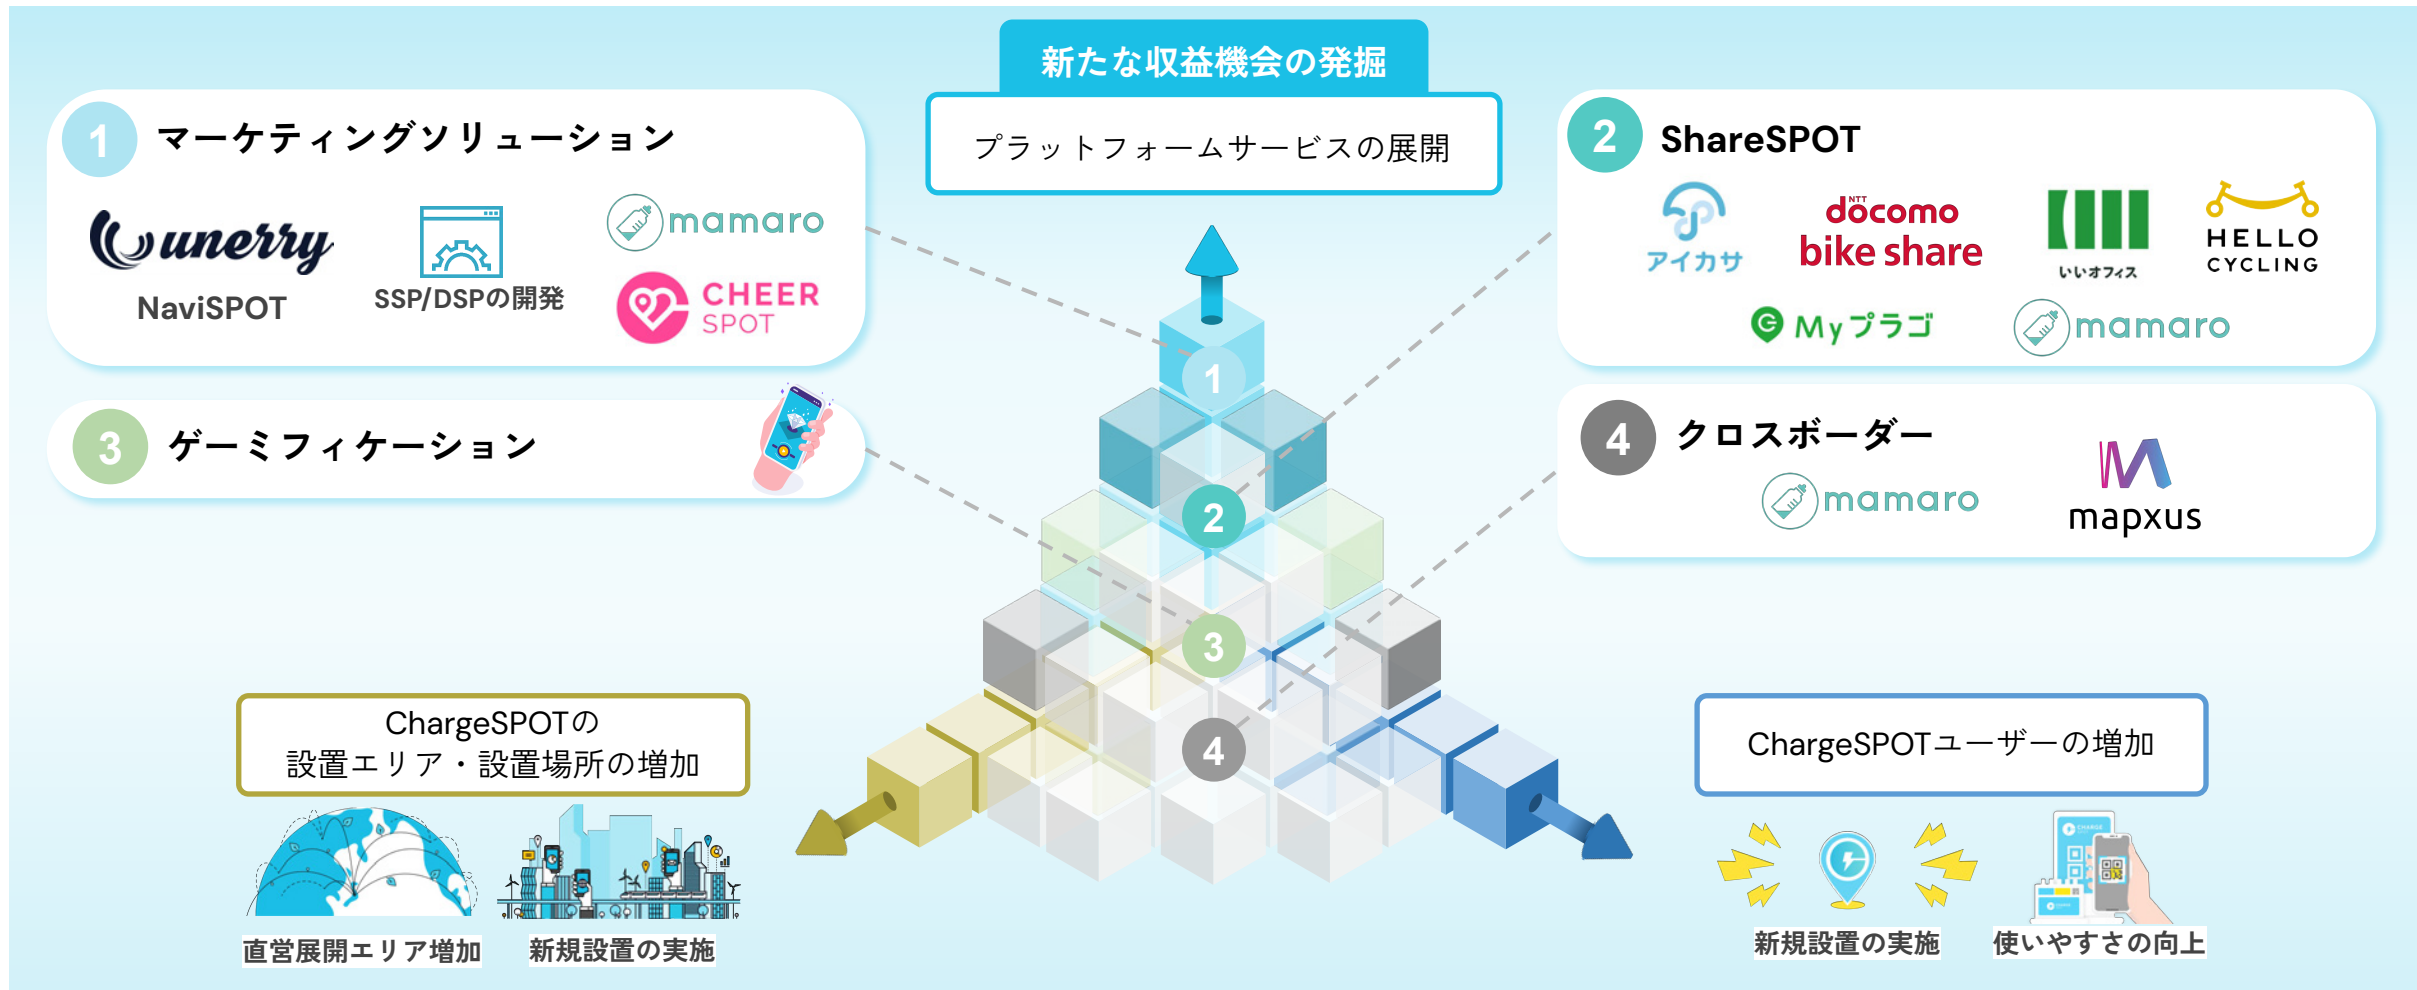 新たな収益機会の発掘
プラットフォームサービスの展開
1
マーケティングソリューション
unerry
NaviSPOT
SSP/DSPの開発
mamaro
CHEER
SPOT
2
ShareSPOT
アイカサ
NTT
döcomo
bike share
いいオフィス
HELLO
CYCLING
Myプラゴ
mamaro
3
ゲーミフィケーション
4
クロスボーダー
mamaro
mapxus
1
2
3
4
ChargeSPOTの
設置エリア・設置場所の増加
直営展開エリア増加
新規設置の実施
ChargeSPOTユーザーの増加
CHARGE
新規設置の実施
使いやすさの向上